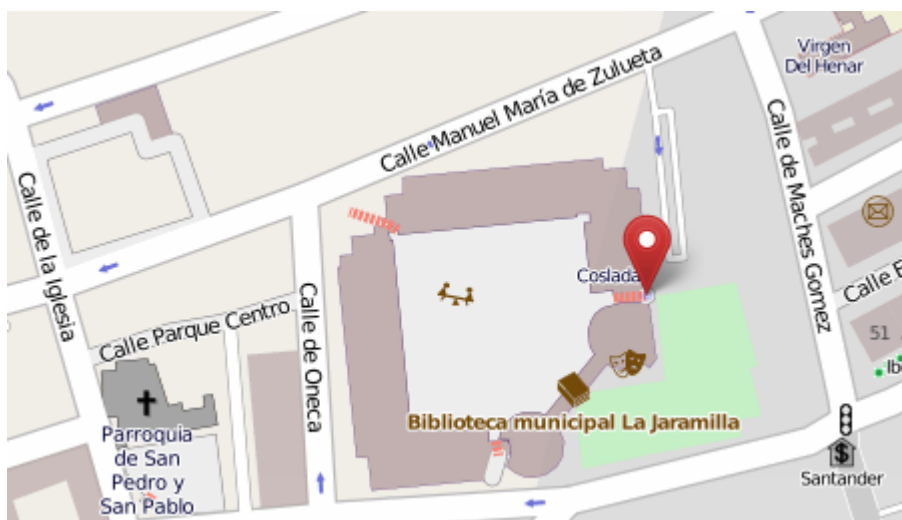 Virgen
Del Henar
Calle Manuel María de Zulueta
Calle de Maches Gomez
Calle de la Iglesia
Coslada
Calle de Oneca
Calle Parque Centro
Calle
51
Biblioteca municipal La Jaramilla
Parroquia
de San
Pedro y
San Pablo
Santander